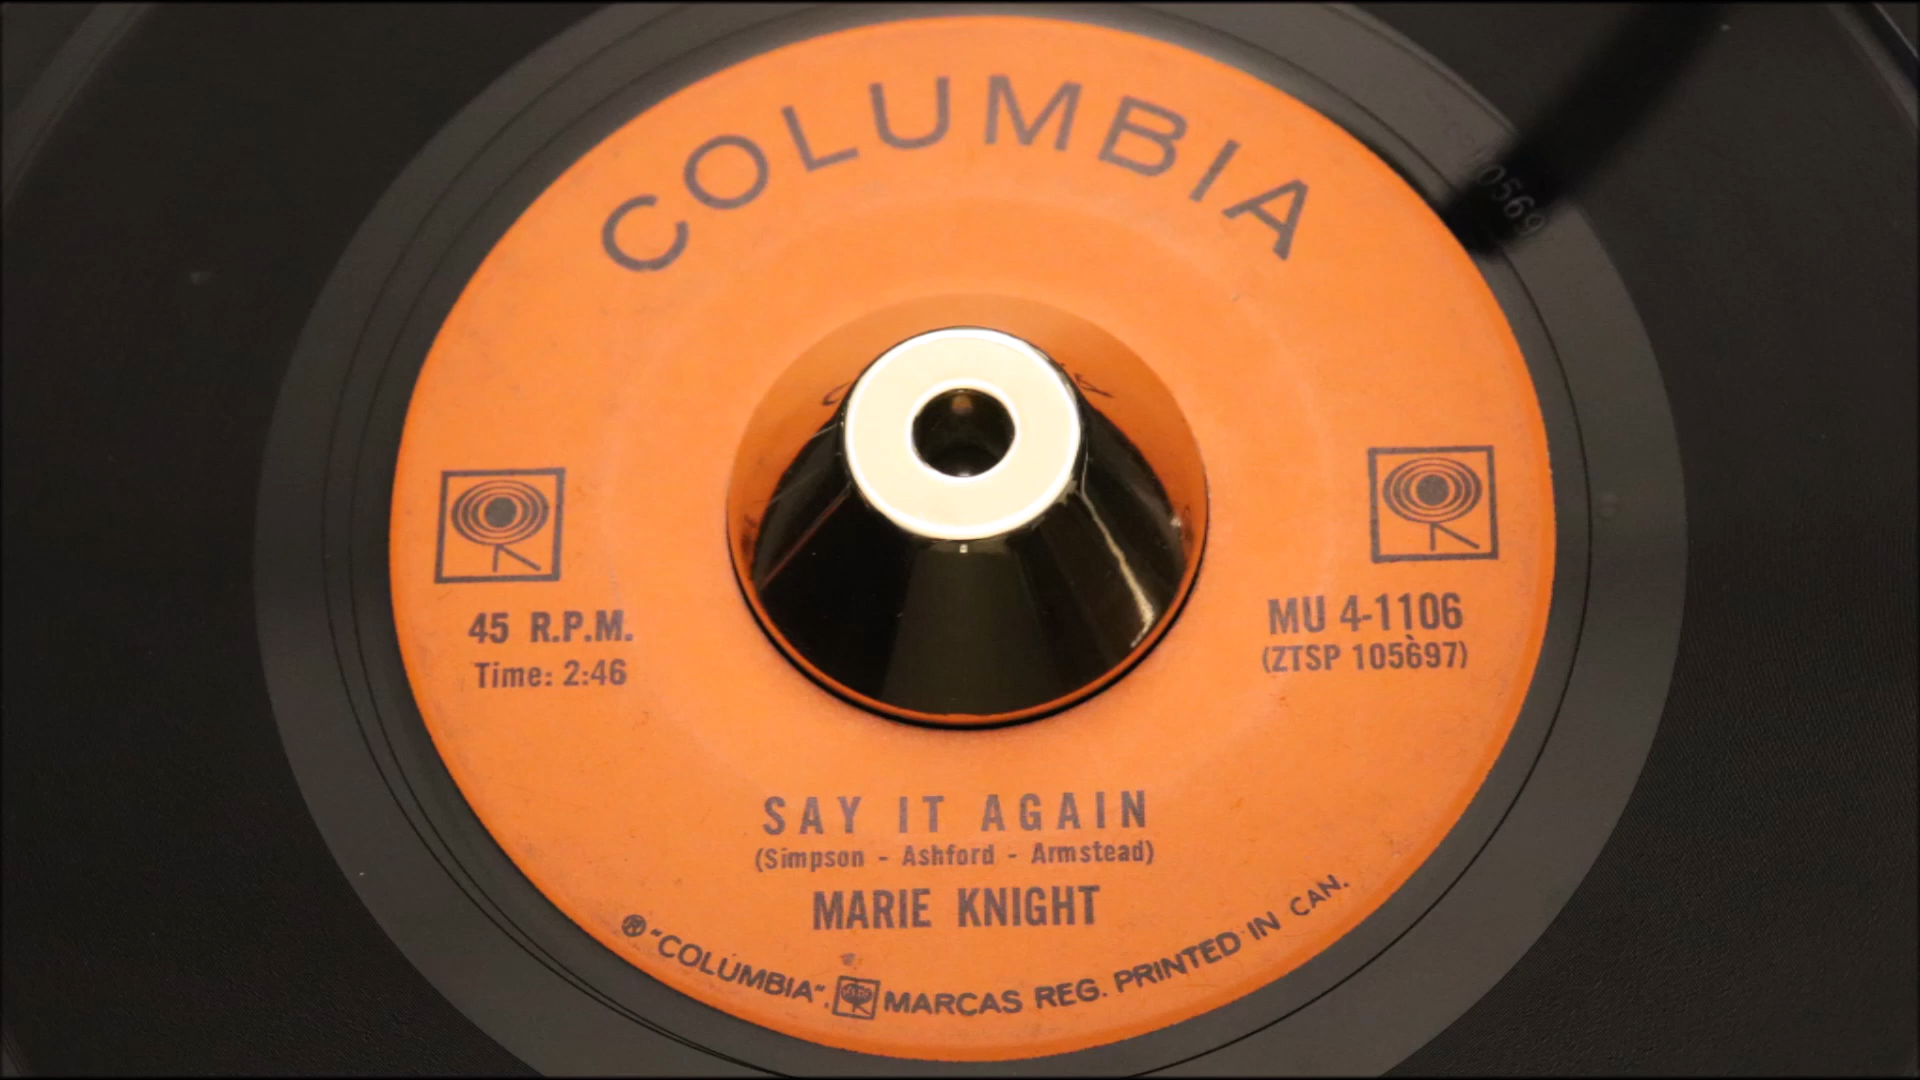 COLUMBIA
45 R.P.M.
Time: 2:46
MU 4-1106
(ZTSP 105697)
SAY IT AGAIN
(Simpson - Ashford - Armstead)
MARIE KNIGHT
® "COLUMBIA". MARCAS REG. PRINTED IN CAN.